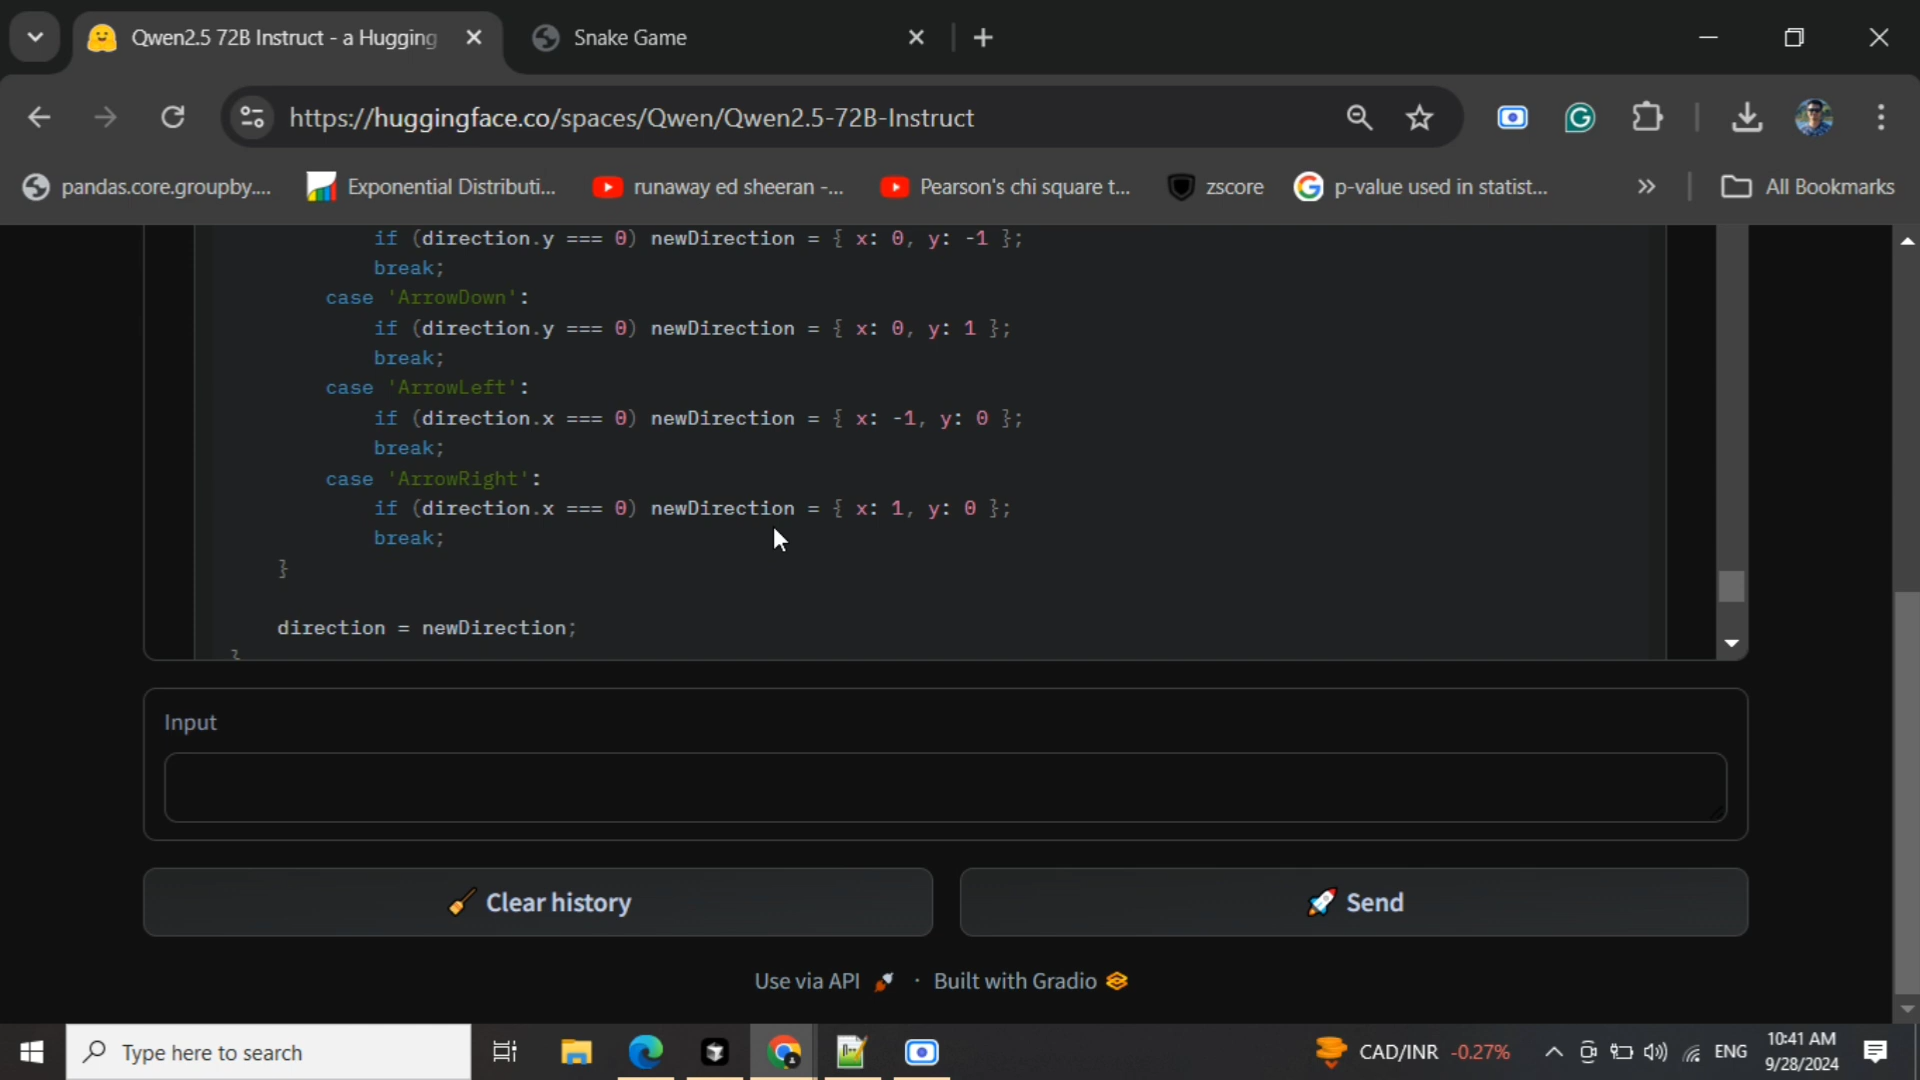 Qwen2.5 72B Instruct - a Hugging
Snake Game
https://huggingface.co/spaces/Qwen/Qwen2.5-72B-Instruct
pandas.core.groupby....
Exponential Distributi...
runaway ed sheeran -...
Pearson's chi square t...
zscore
p-value used in statist...
All Bookmarks
if (direction.y === 0) newDirection = { x: 0, y: -1 };
break;
case 'ArrowDown':
if (direction.y === 0) newDirection = { x: 0, y: 1 };
break;
case 'ArrowLeft':
if (direction.x === 0) newDirection = { x: -1, y: 0 };
break;
case 'ArrowRight':
if (direction.x === 0) newDirection = { x: 1, y: 0 };
break;
}
direction = newDirection;
}
Input
Clear history
Send
Use via API · Built with Gradio
Type here to search
CAD/INR -0.27%
ENG
10:41 AM
9/28/2024